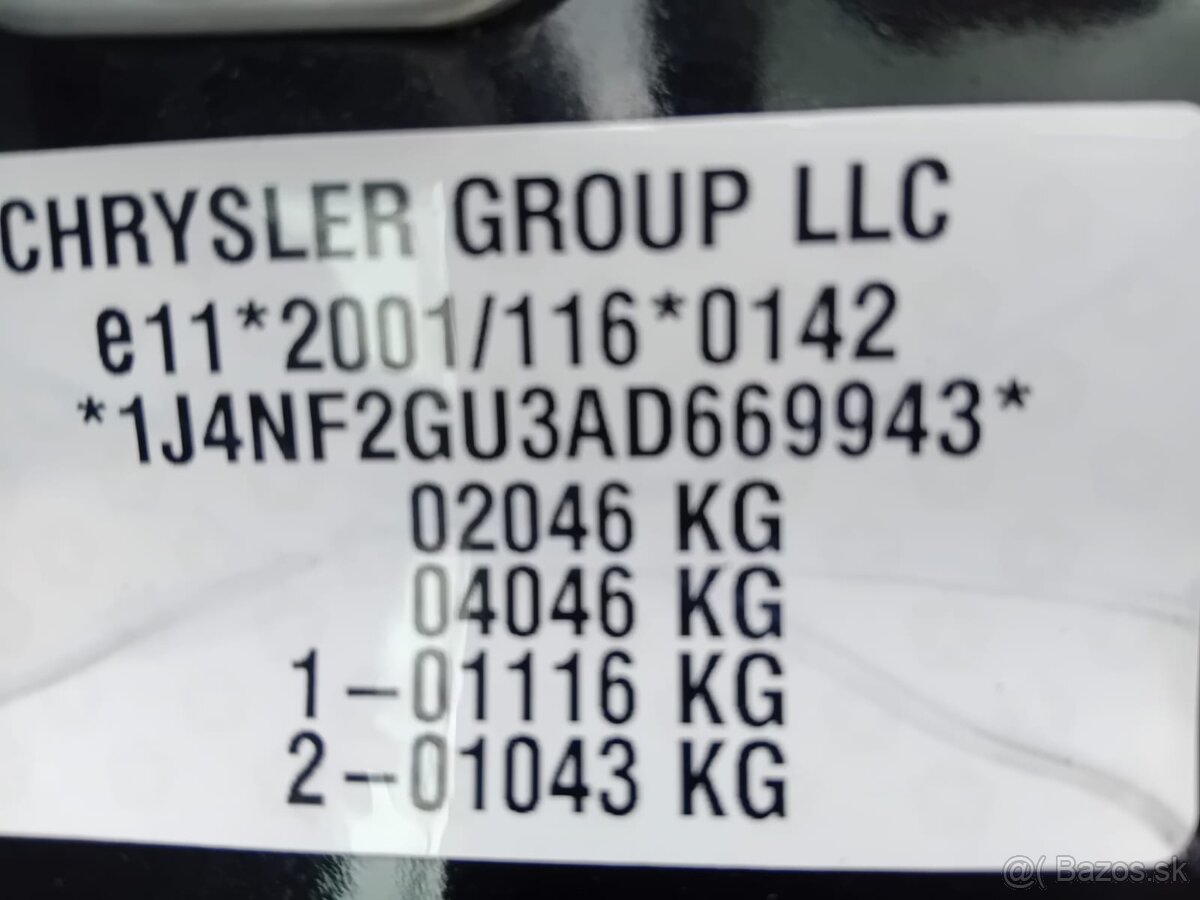 CHRYSLER GROUP LLC
e11*2001/116*0142
*1J4NF2GU3AD669943*
02046 KG
04046 KG
1-01116 KG
2-01043 KG
@( Bazos.sk